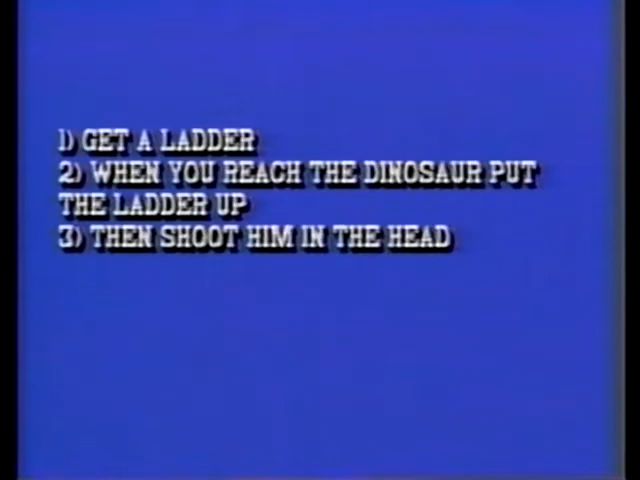 1) GET A LADDER
2) WHEN YOU REACH THE DINOSAUR PUT
THE LADDER UP
3) THEN SHOOT HIM IN THE HEAD